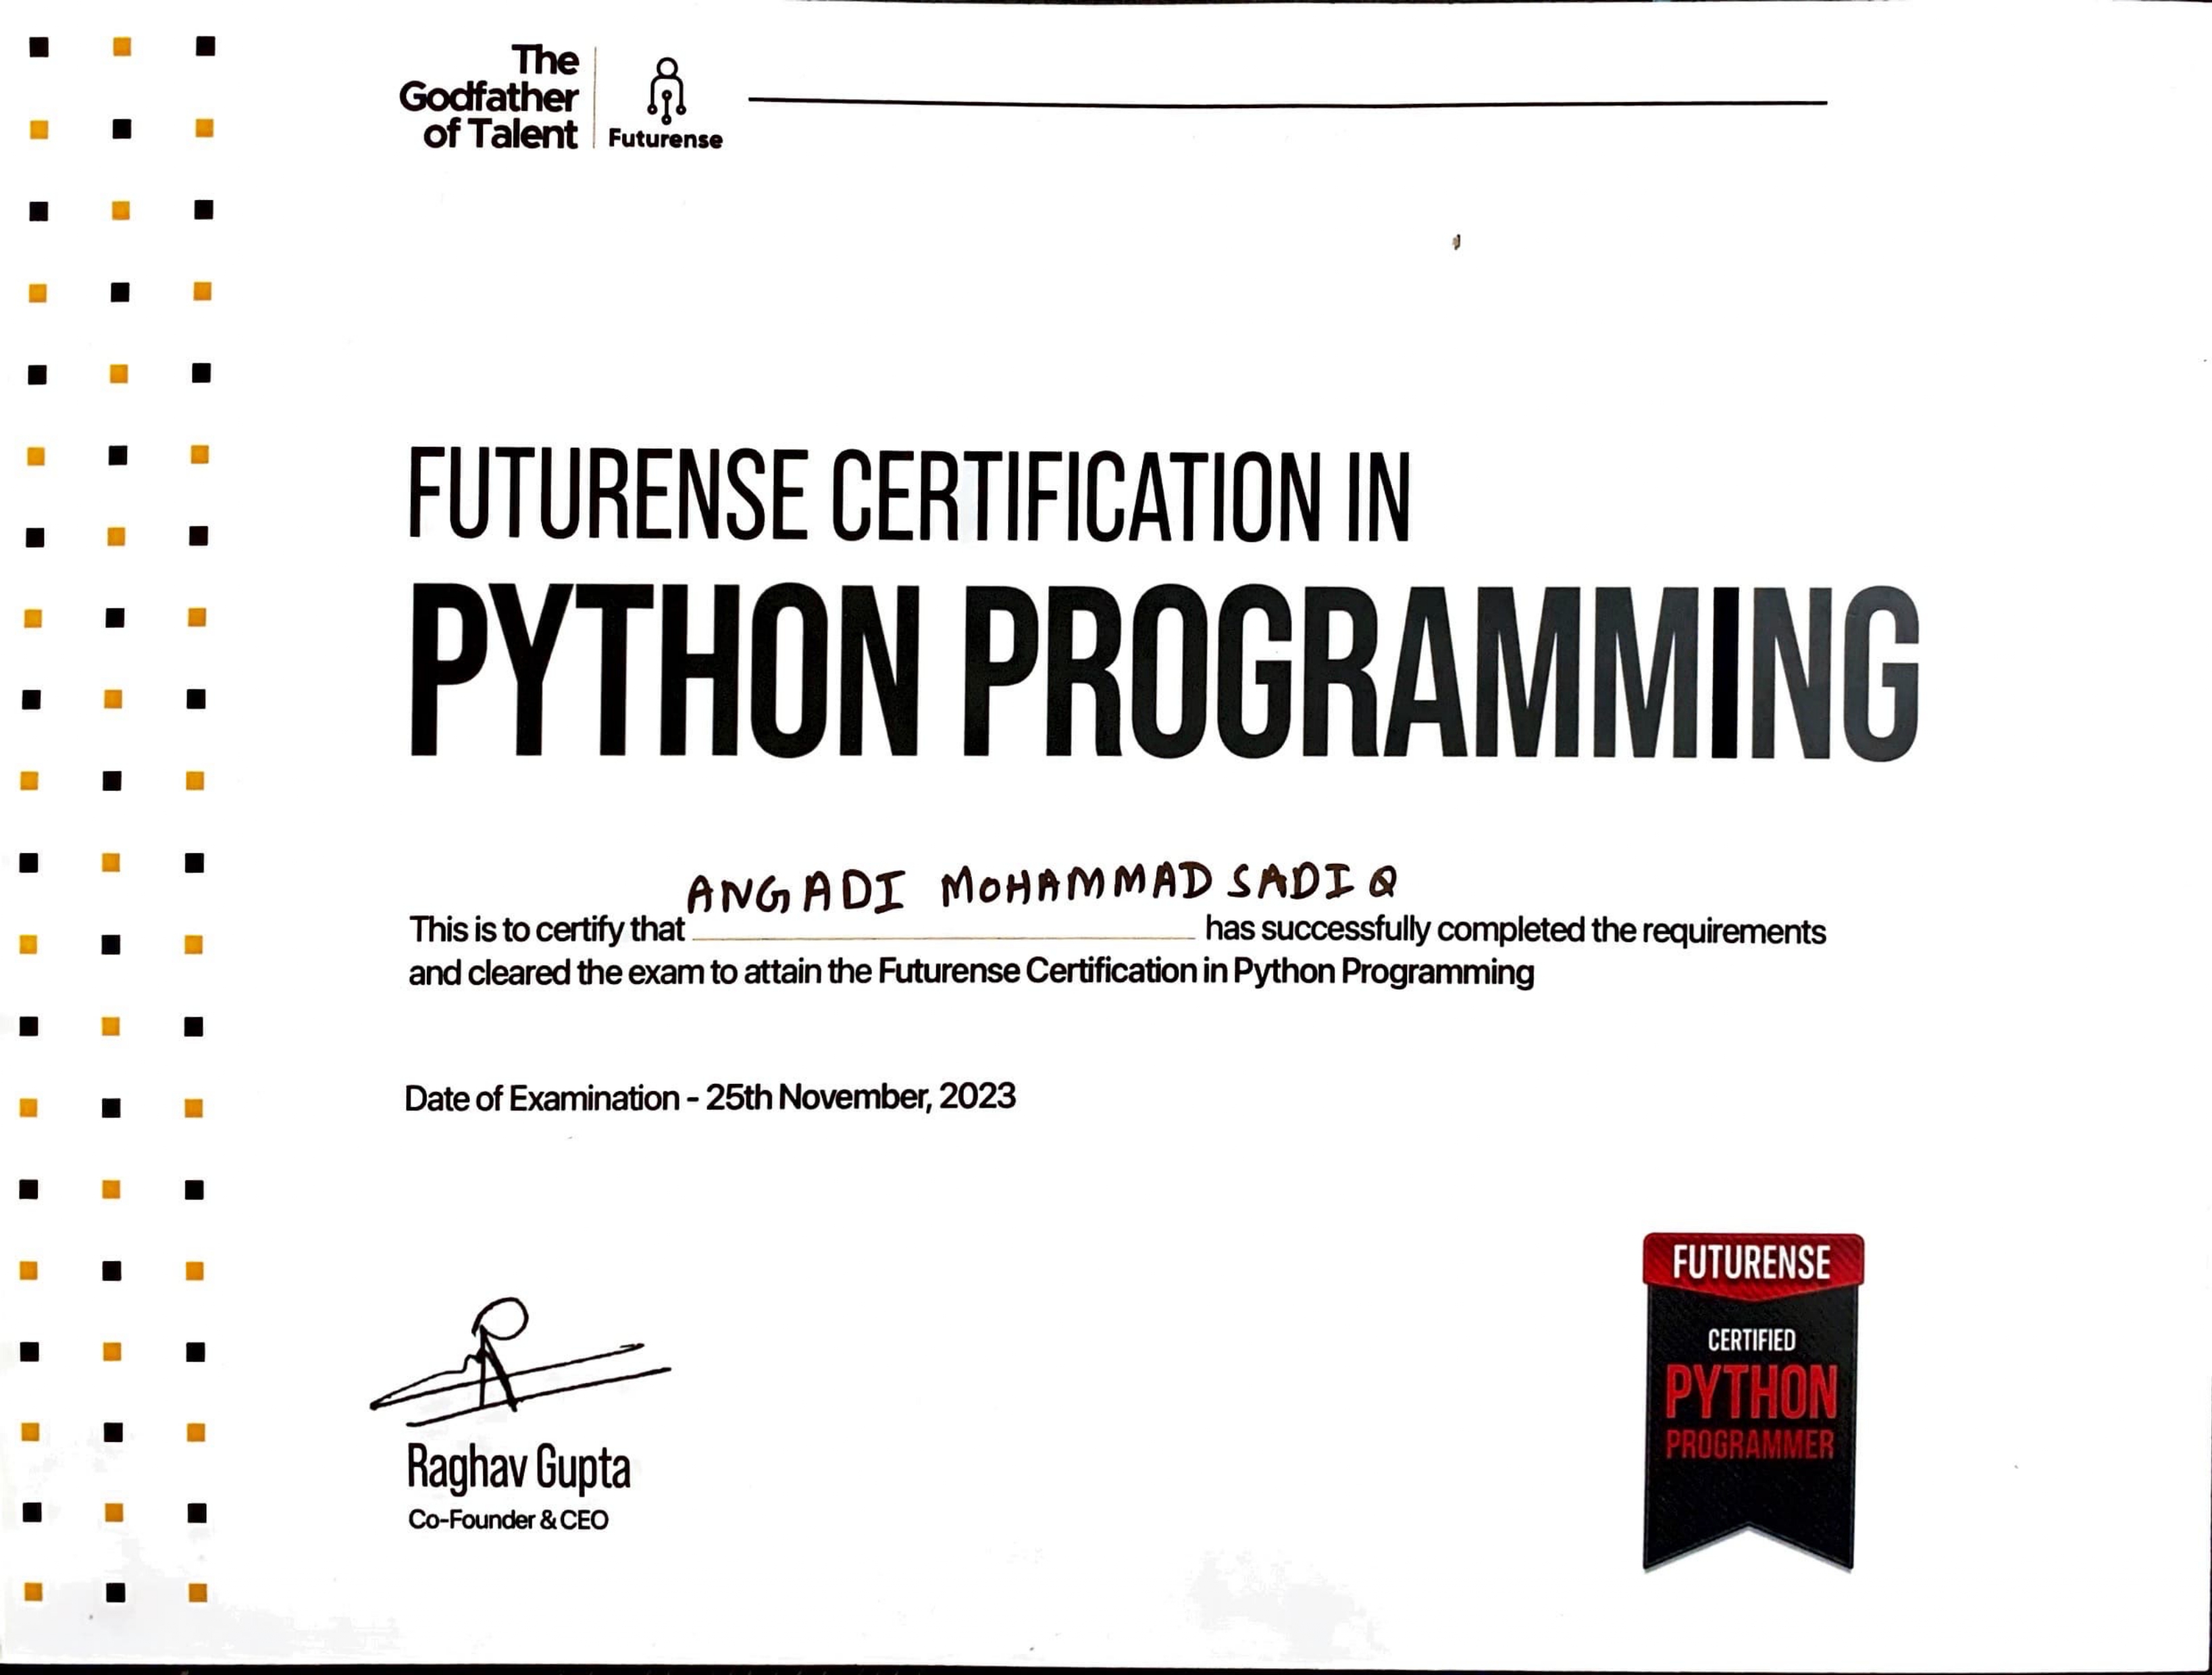 The
Godfather
of Talent
Futurense
FUTURENSE CERTIFICATION IN
PYTHON PROGRAMMING
ANGADI MOHAMMAD SADIQ
This is to certify that has successfully completed the requirements
and cleared the exam to attain the Futurense Certification in Python Programming
Date of Examination - 25th November, 2023
Raghav Gupta
Co-Founder & CEO
FUTURENSE
CERTIFIED
PYTHON
PROGRAMMER